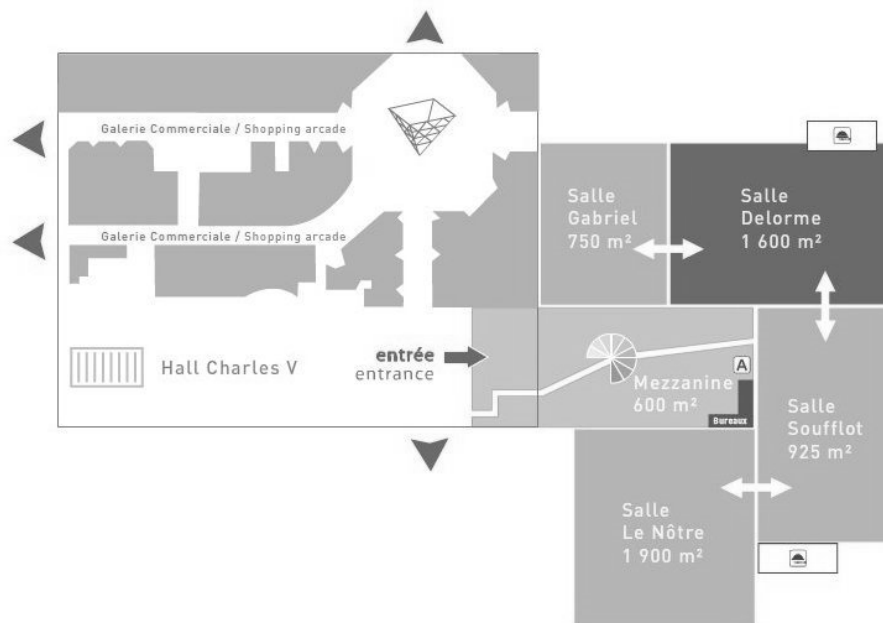 Galerie Commerciale / Shopping arcade
Galerie Commerciale / Shopping arcade
Salle
Gabriel
750 m²
Salle
Delorme
1 600 m²
entrée
entrance
Hall Charles V
A
Mezzanine
600 m²
Bureaux
Salle
Soufflot
925 m²
Salle
Le Nôtre
1 900 m²